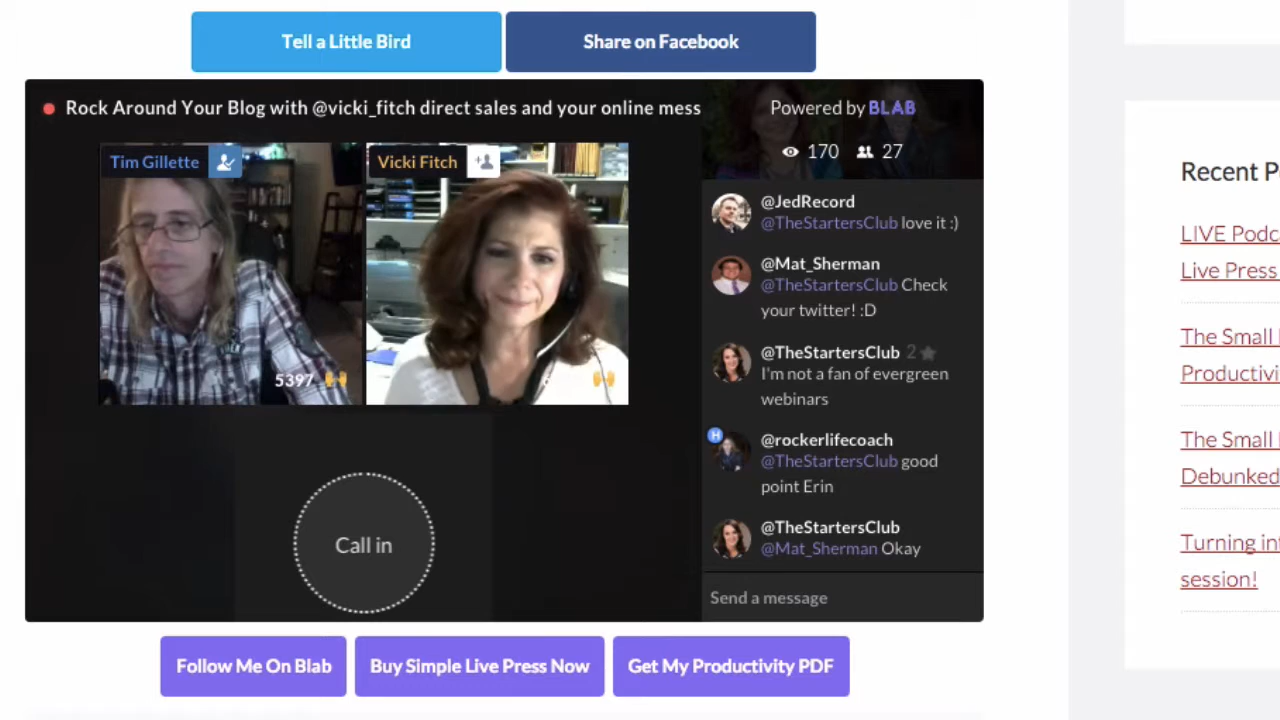 Tell a Little Bird
Share on Facebook
Rock Around Your Blog with @vicki_fitch direct sales and your online mess
Powered by BLAB
170 27
Tim Gillette
Vicki Fitch
5397
@JedRecord
@TheStartersClub love it :)
@Mat_Sherman
@TheStartersClub Check
your twitter! :D
@TheStartersClub 2
I'm not a fan of evergreen
webinars
H
@rockerlifecoach
@TheStartersClub good
point Erin
@TheStartersClub
@Mat_Sherman Okay
Call in
Send a message
Follow Me On Blab
Buy Simple Live Press Now
Get My Productivity PDF
Recent P
LIVE Podc
Live Press
The Small
Productivi
The Small
Debunked
Turning in
session!